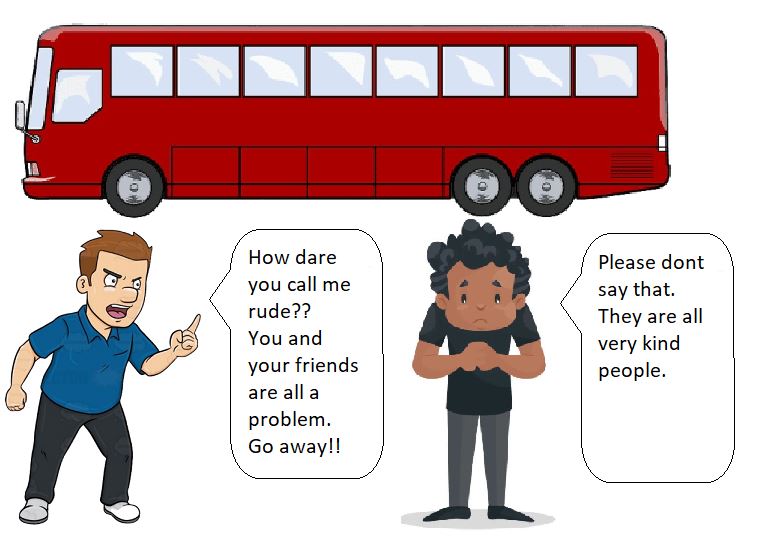 How dare
you call me
rude??
You and
your friends
are all a
problem.
Go away!!
Please dont
say that.
They are all
very kind
people.